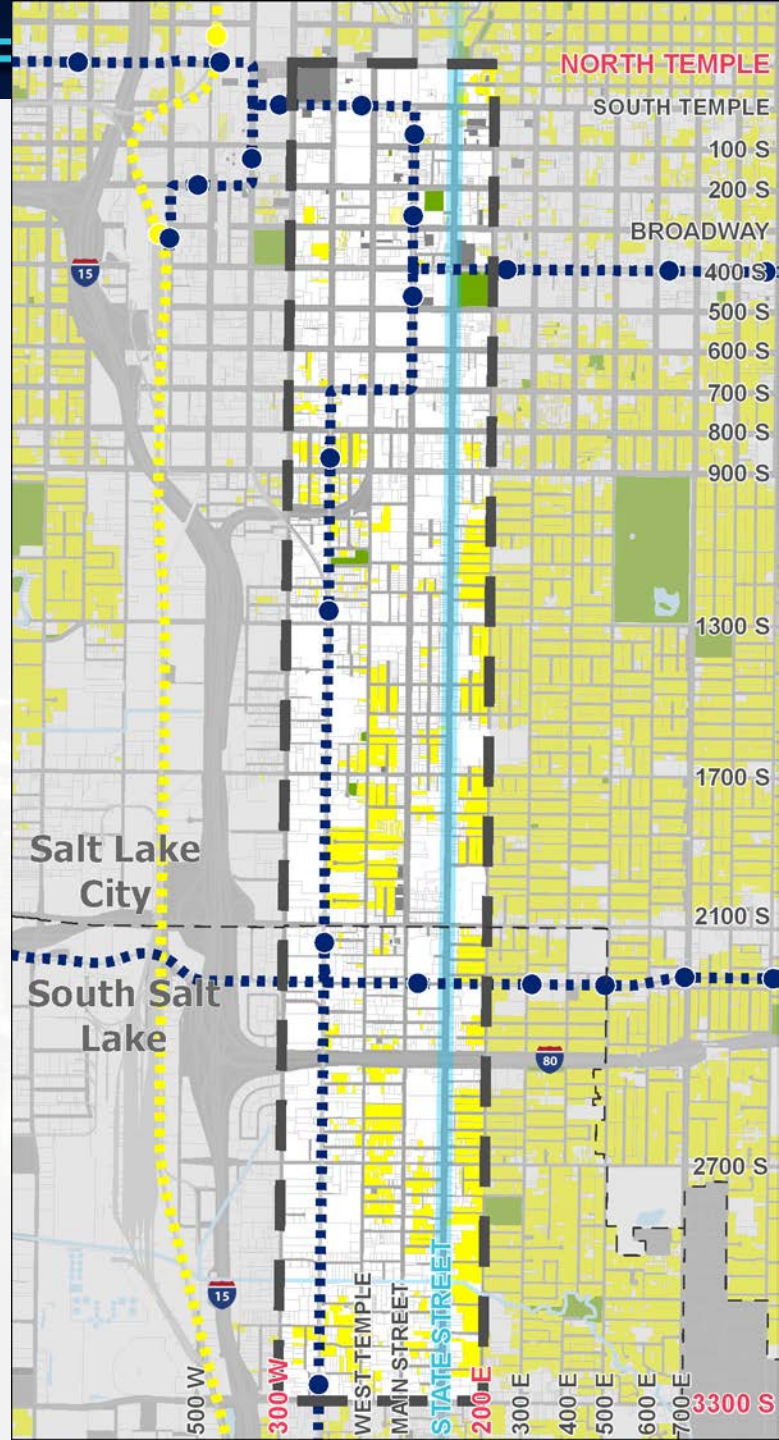 NORTH TEMPLE
SOUTH TEMPLE
100 S
200 S
BROADWAY
15
400 S
500 S
600 S
700 S
800 S
900 S
1300 S
1700 S
Salt Lake
City
2100 S
South Salt
Lake
80
2700 S
15
500 W
300 W
WEST TEMPLE
MAIN STREET
STATE STREET
200 E
300 E
400 E
500 E
600 E
700 E
3300 S